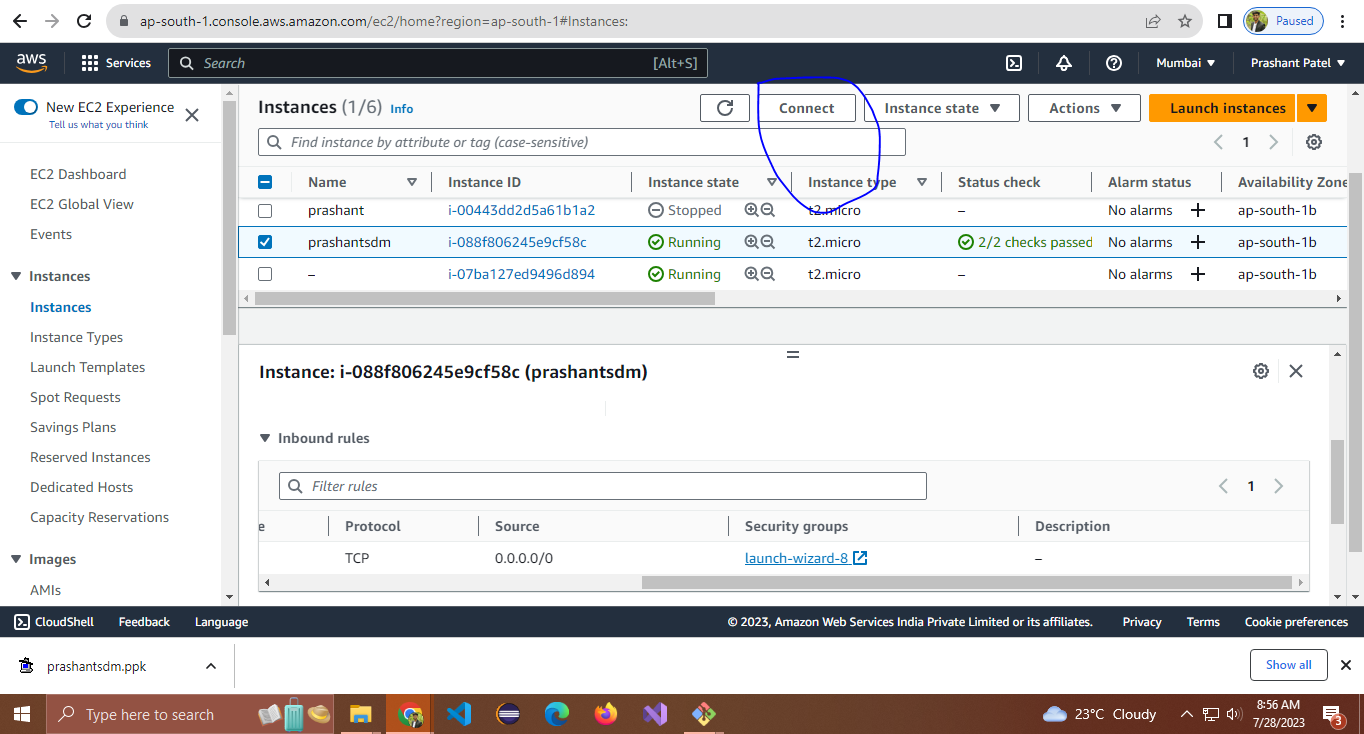 ap-south-1.console.aws.amazon.com/ec2/home?region=ap-south-1#Instances:
Paused
aws
Services
Search
[Alt+S]
Mumbai
Prashant Patel
New EC2 Experience
Tell us what you think
EC2 Dashboard
EC2 Global View
Events
Instances
Instances
Instance Types
Launch Templates
Spot Requests
Savings Plans
Reserved Instances
Dedicated Hosts
Capacity Reservations
Images
AMIs
Instances (1/6) Info
Connect
Instance state
Actions
Launch instances
Find instance by attribute or tag (case-sensitive)
1
Name Instance ID Instance state Instance type Status check Alarm status Availability Zone
prashant i-00443dd2d5a61b1a2 Stopped t2.micro – No alarms + ap-south-1b
prashantsdm i-088f806245e9cf58c Running t2.micro 2/2 checks passed No alarms + ap-south-1b
– i-07ba127ed9496d894 Running t2.micro – No alarms + ap-south-1b
Instance: i-088f806245e9cf58c (prashantsdm)
Inbound rules
Filter rules
1
e Protocol Source Security groups Description
TCP 0.0.0.0/0 launch-wizard-8 –
CloudShell Feedback Language © 2023, Amazon Web Services India Private Limited or its affiliates. Privacy Terms Cookie preferences
prashantsdm.ppk
Show all
Type here to search
23°C Cloudy
8:56 AM
7/28/2023
3